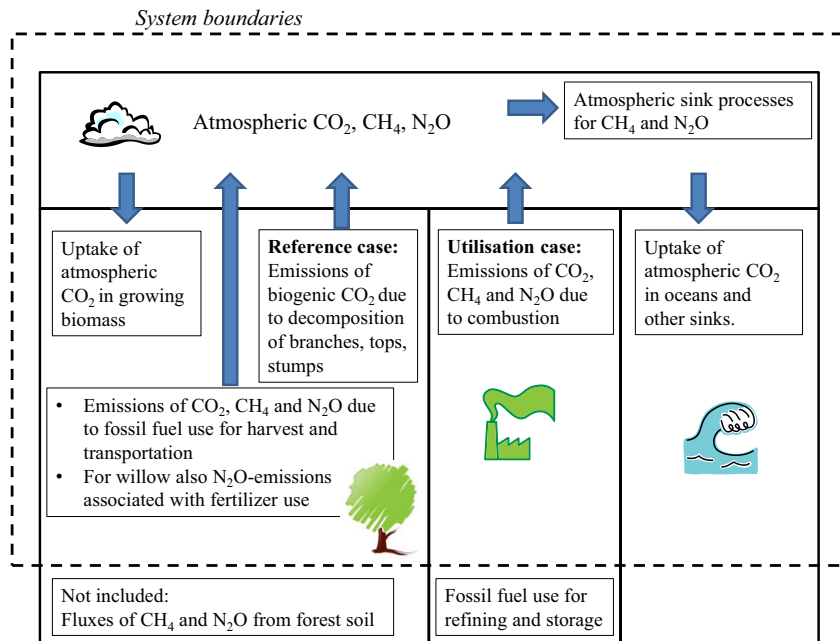 System boundaries
Atmospheric CO₂, CH₄, N₂O
Atmospheric sink processes
for CH₄ and N₂O
Uptake of
atmospheric
CO₂ in growing
biomass
Reference case:
Emissions of
biogenic CO₂ due
to decomposition
of branches, tops,
stumps
Utilisation case:
Emissions of CO₂,
CH₄ and N₂O due
to combustion
Uptake of
atmospheric CO₂
in oceans and
other sinks.
• Emissions of CO₂, CH₄ and N₂O due
to fossil fuel use for harvest and
transportation
• For willow also N₂O-emissions
associated with fertilizer use
Not included:
Fluxes of CH₄ and N₂O from forest soil
Fossil fuel use for
refining and storage